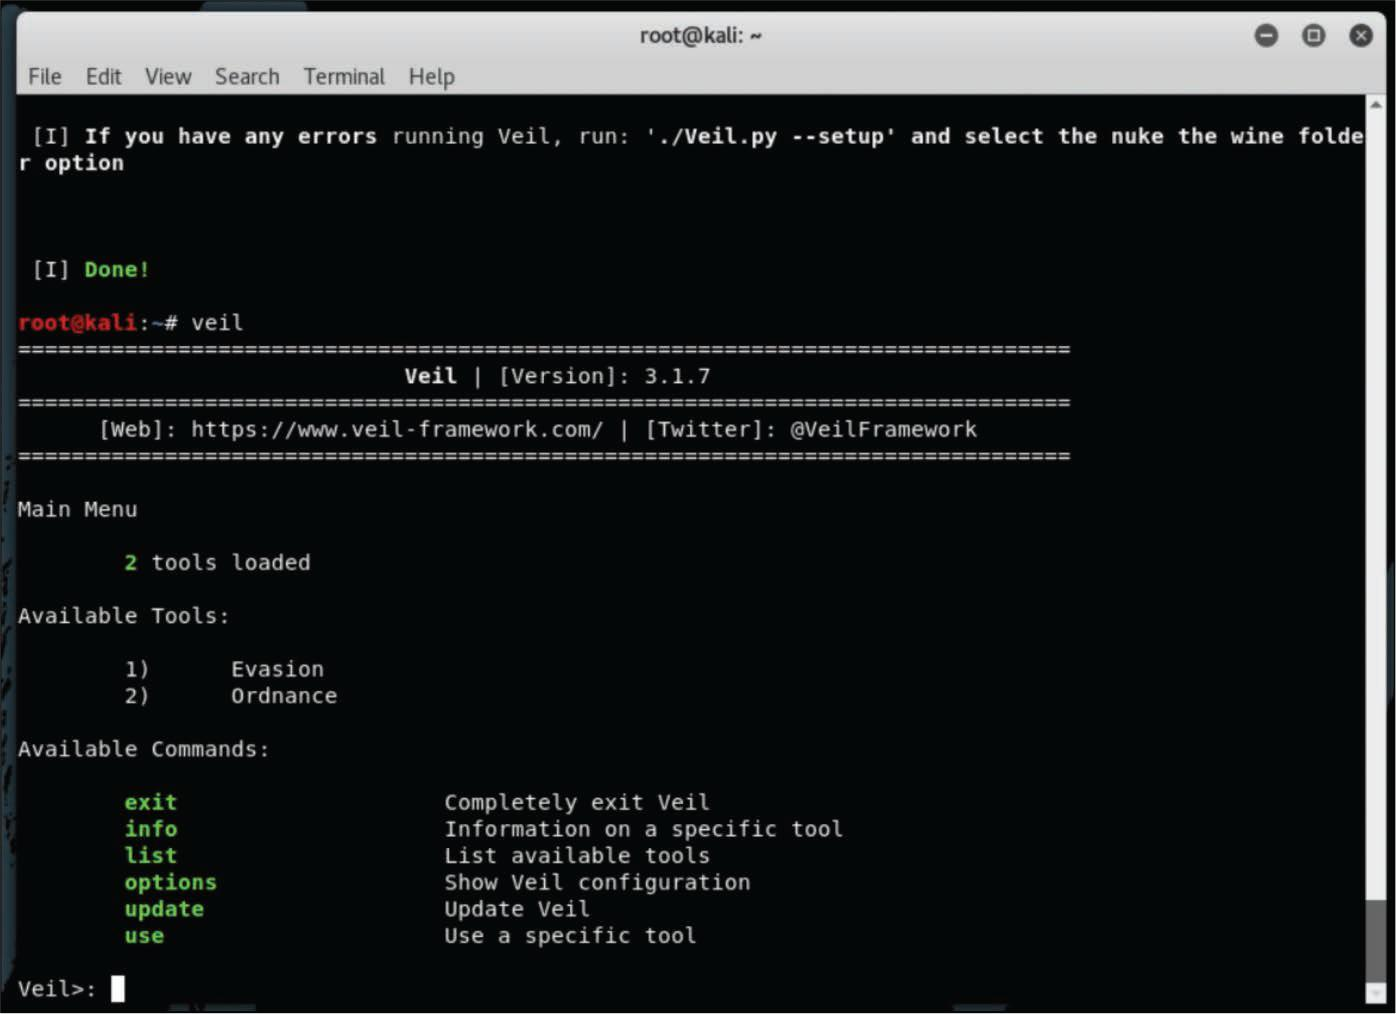 root@kali: ~
File Edit View Search Terminal Help
[I] If you have any errors running Veil, run: './Veil.py --setup' and select the nuke the wine folde
r option
[I] Done!
root@kali:~# veil
===============================================================================
Veil | [Version]: 3.1.7
===============================================================================
[Web]: https://www.veil-framework.com/ | [Twitter]: @VeilFramework
===============================================================================
Main Menu
2 tools loaded
Available Tools:
1) Evasion
2) Ordnance
Available Commands:
exit Completely exit Veil
info Information on a specific tool
list List available tools
options Show Veil configuration
update Update Veil
use Use a specific tool
Veil>: